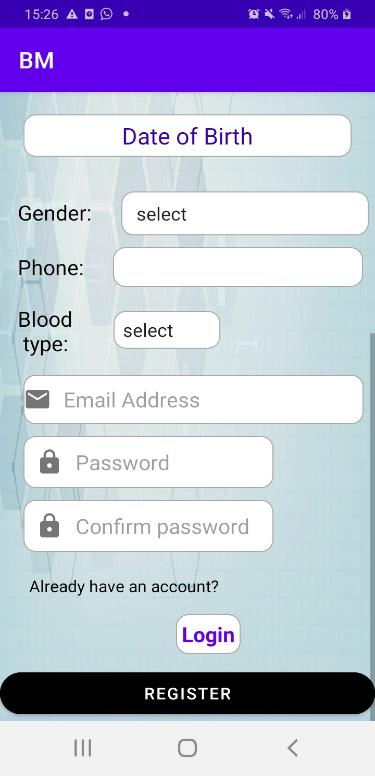 15:26 80%
BM
Date of Birth
Gender: select
Phone:
Blood
type: select
Email Address
Password
Confirm password
Already have an account?
Login
REGISTER